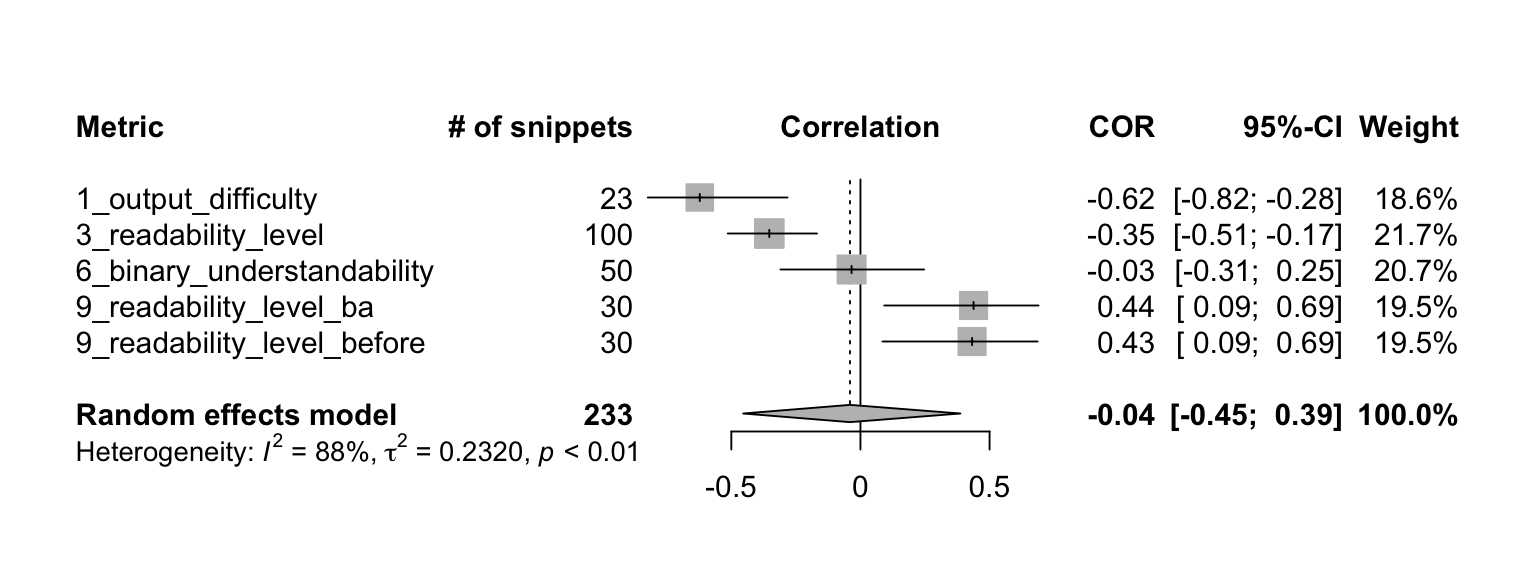 Metric # of snippets Correlation COR 95%-CI Weight
1_output_difficulty 23 -0.62 [-0.82; -0.28] 18.6%
3_readability_level 100 -0.35 [-0.51; -0.17] 21.7%
6_binary_understandability 50 -0.03 [-0.31; 0.25] 20.7%
9_readability_level_ba 30 0.44 [ 0.09; 0.69] 19.5%
9_readability_level_before 30 0.43 [ 0.09; 0.69] 19.5%
Random effects model 233 -0.04 [-0.45; 0.39] 100.0%
Heterogeneity: I² = 88%, τ² = 0.2320, p < 0.01
-0.5 0 0.5